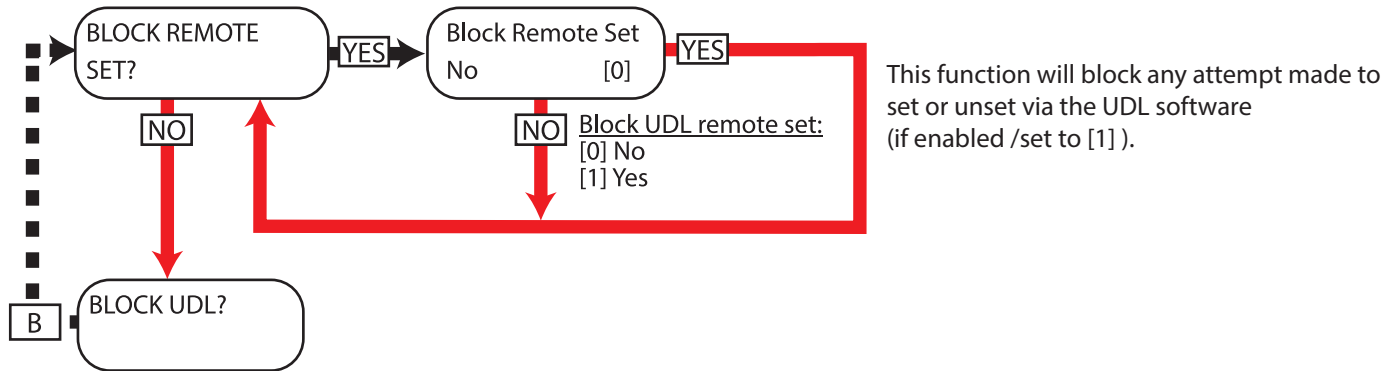 BLOCK REMOTE
SET?
YES
Block Remote Set
No [0]
YES
NO
NO
Block UDL remote set:
[0] No
[1] Yes
This function will block any attempt made to
set or unset via the UDL software
(if enabled /set to [1] ).
BLOCK UDL?
B